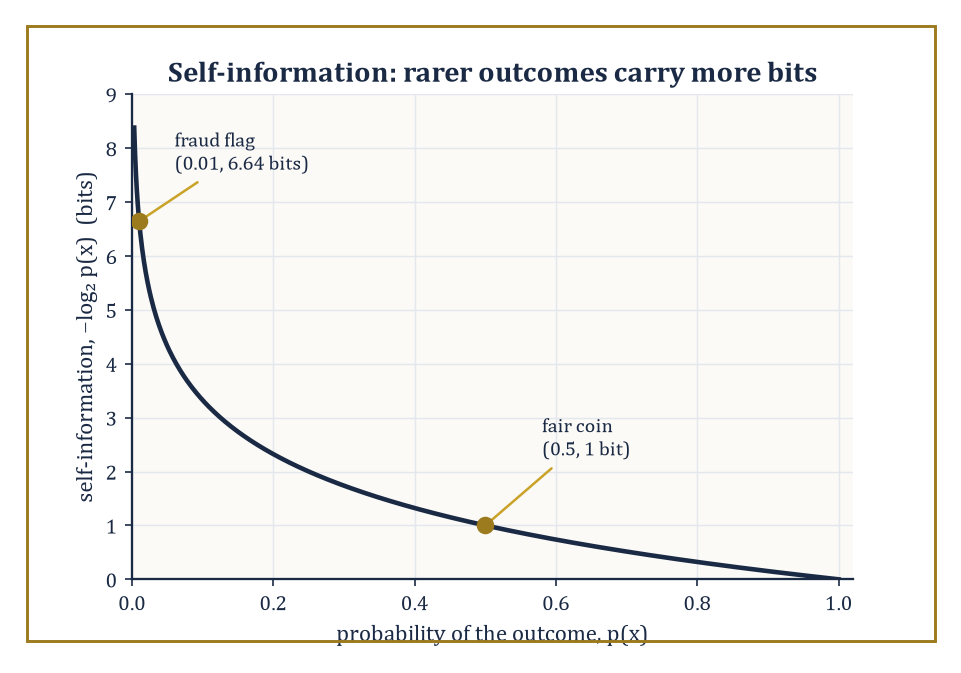 Self-information: rarer outcomes carry more bits
self-information, −log₂ p(x) (bits)
9
8
7
6
5
4
3
2
1
0
fraud flag
(0.01, 6.64 bits)
fair coin
(0.5, 1 bit)
0.0 0.2 0.4 0.6 0.8 1.0
probability of the outcome, p(x)